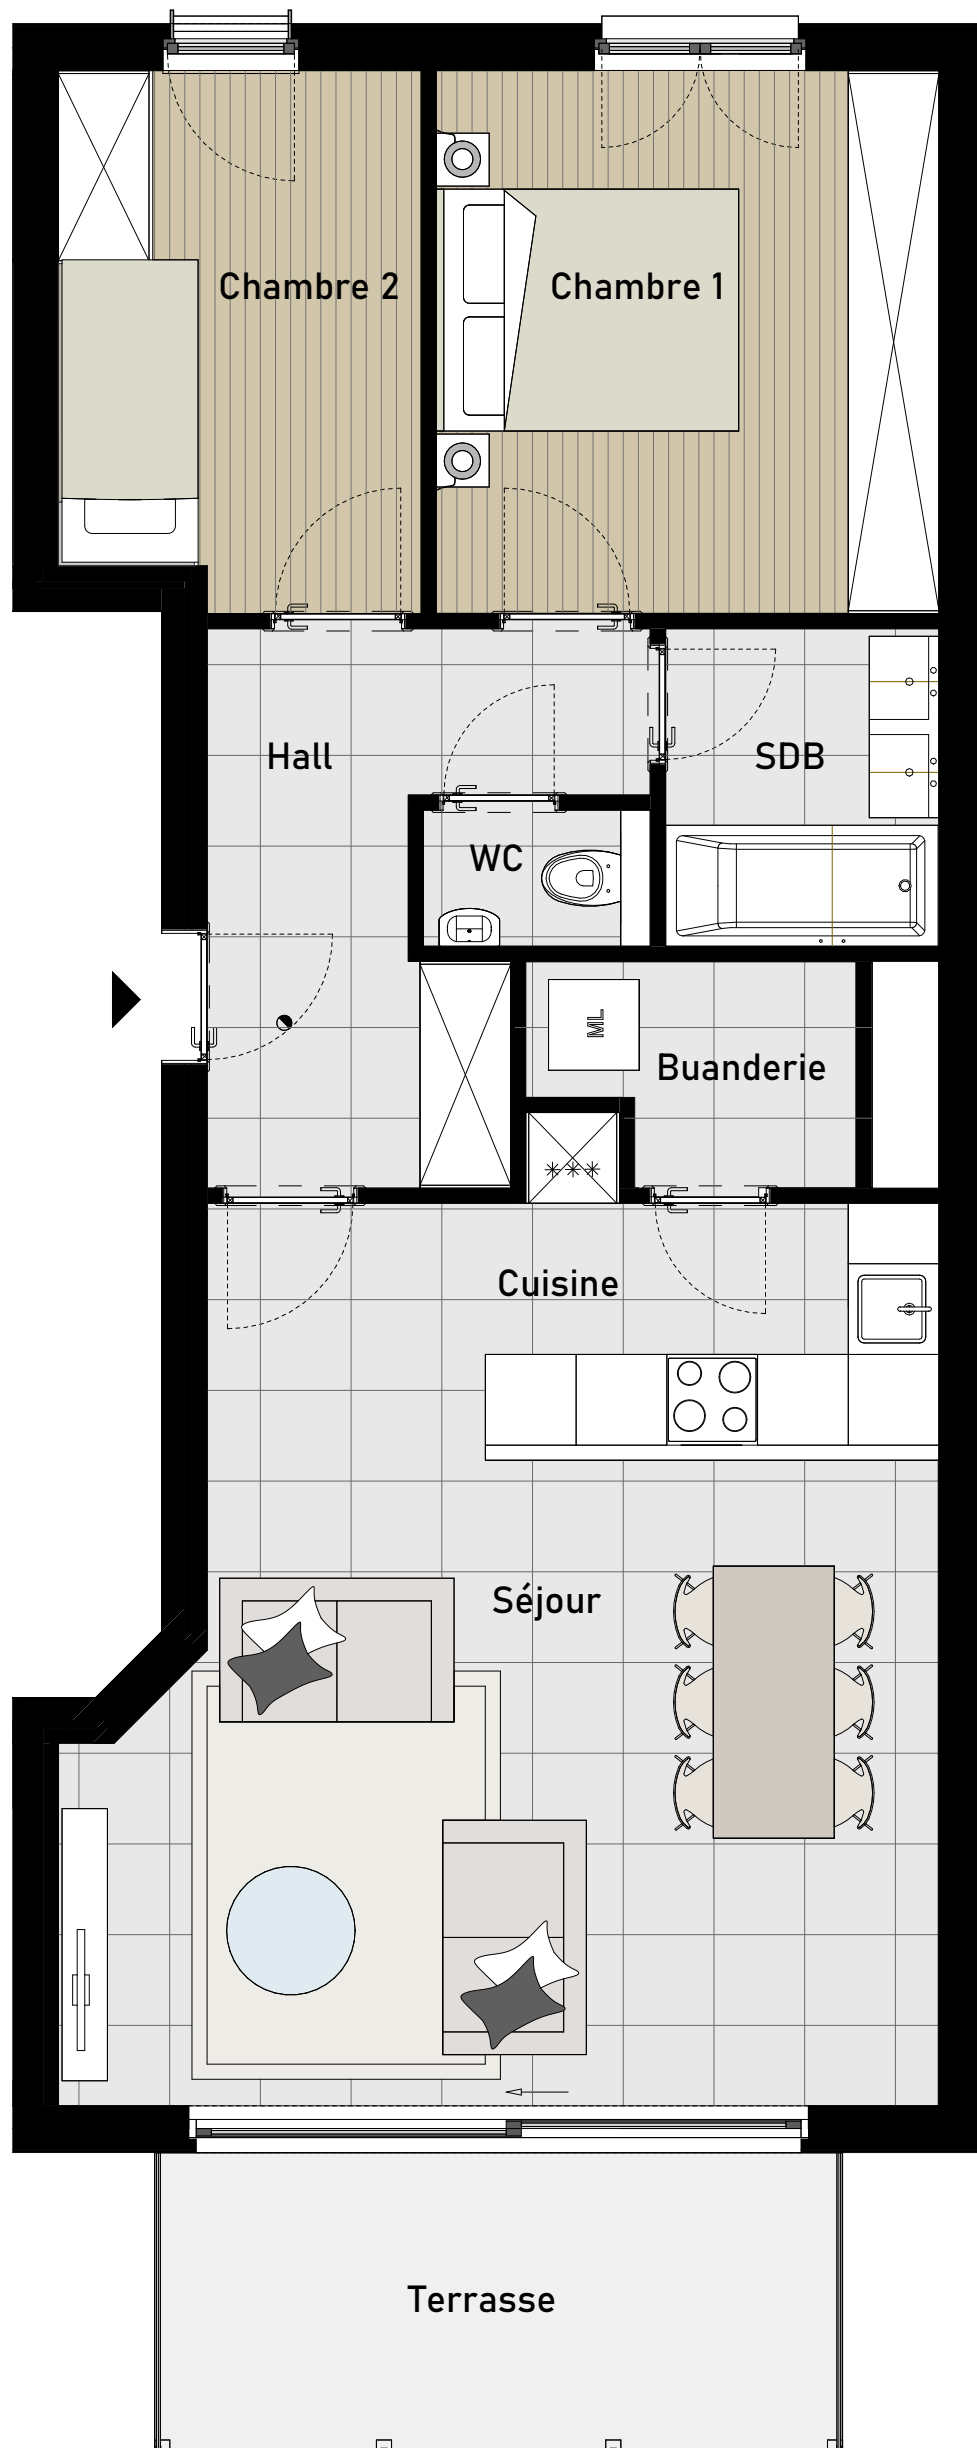 Chambre 2
Chambre 1
Hall
SDB
WC
ML
Buanderie
Cuisine
Séjour
Terrasse